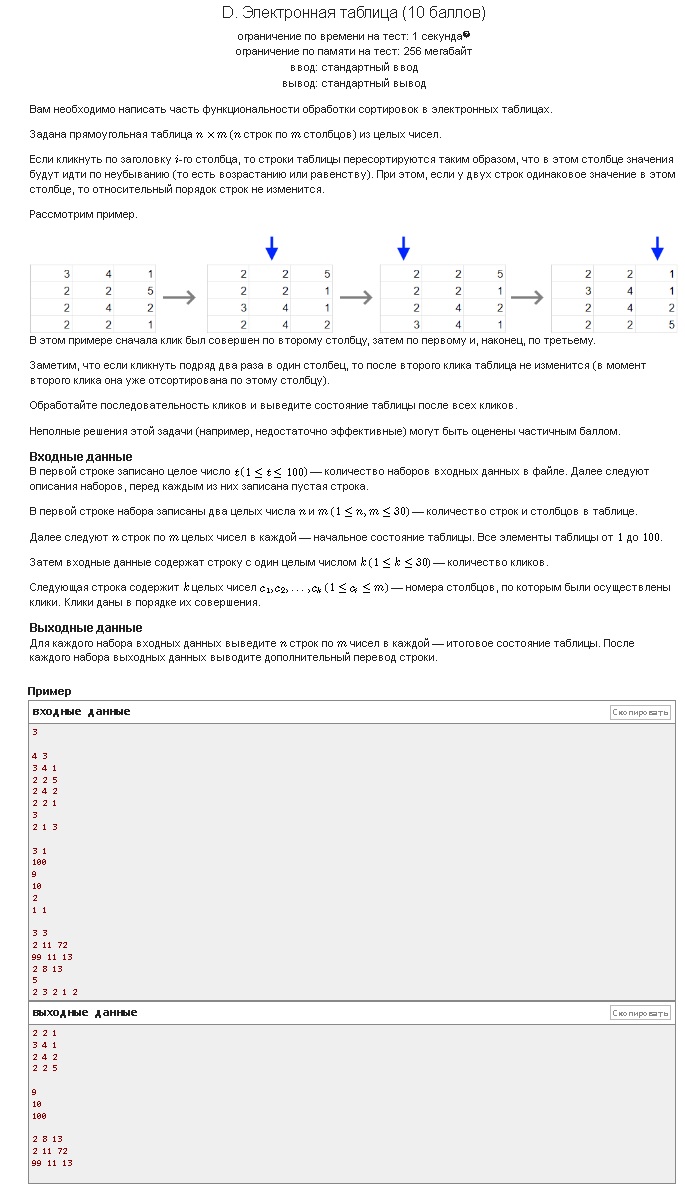 D. Электронная таблица (10 баллов)
ограничение по времени на тест: 1 секунда
ограничение по памяти на тест: 256 мегабайт
ввод: стандартный ввод
вывод: стандартный вывод
Вам необходимо написать часть функциональности обработки сортировок в электронных таблицах.
Задана прямоугольная таблица n × m (n строк по m столбцов) из целых чисел.
Если кликнуть по заголовку i-го столбца, то строки таблицы пересортируются таким образом, что в этом столбце значения
будут идти по неубыванию (то есть возрастанию или равенству). При этом, если у двух строк одинаковое значение в этом
столбце, то относительный порядок строк не изменится.
Рассмотрим пример.
3 4 1 2 2 5 2 2 5 2 2 1
2 2 5 2 2 1 2 2 1 3 4 1
2 4 2 3 4 1 2 4 2 2 4 2
2 2 1 2 4 2 3 4 1 2 2 5
В этом примере сначала клик был совершен по второму столбцу, затем по первому и, наконец, по третьему.
Заметим, что если кликнуть подряд два раза в один столбец, то после второго клика таблица не изменится (в момент
второго клика она уже отсортирована по этому столбцу).
Обработайте последовательность кликов и выведите состояние таблицы после всех кликов.
Неполные решения этой задачи (например, недостаточно эффективные) могут быть оценены частичным баллом.
Входные данные
В первой строке записано целое число t (1 ≤ t ≤ 100) — количество наборов входных данных в файле. Далее следуют
описания наборов, перед каждым из них записана пустая строка.
В первой строке набора записаны два целых числа n и m (1 ≤ n, m ≤ 30) — количество строк и столбцов в таблице.
Далее следуют n строк по m целых чисел в каждой — начальное состояние таблицы. Все элементы таблицы от 1 до 100.
Затем входные данные содержат строку с один целым числом k (1 ≤ k ≤ 30) — количество кликов.
Следующая строка содержит k целых чисел c₁, c₂, . . . , cₖ (1 ≤ cᵢ ≤ m) — номера столбцов, по которым были осуществлены
клики. Клики даны в порядке их совершения.
Выходные данные
Для каждого набора входных данных выведите n строк по m чисел в каждой — итоговое состояние таблицы. После
каждого набора выходных данных выводите дополнительный перевод строки.
Пример
входные данные
Скопировать
3
4 3
3 4 1
2 2 5
2 4 2
2 2 1
3
2 1 3
3 1
100
9
10
2
1 1
3 3
2 11 72
99 11 13
2 8 13
5
2 3 2 1 2
выходные данные
Скопировать
2 2 1
3 4 1
2 4 2
2 2 5
9
10
100
2 8 13
2 11 72
99 11 13